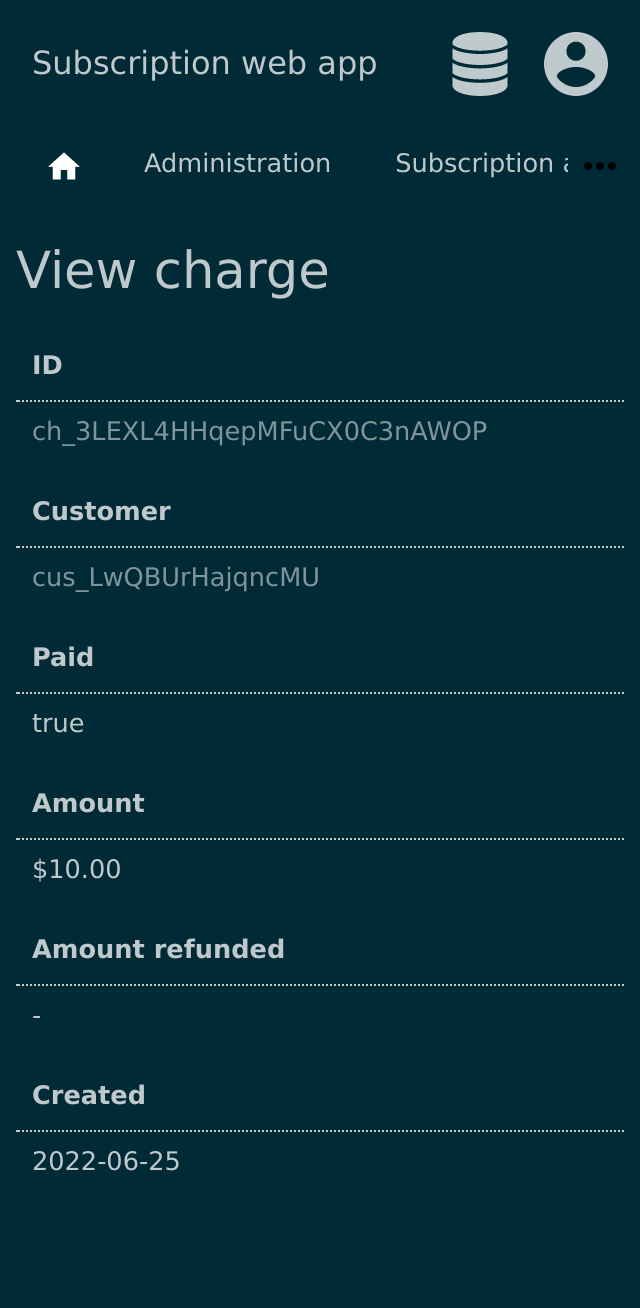 Subscription web app
Administration
Subscription
View charge
ID
ch_3LEXL4HHqepMFuCX0C3nAWOP
Customer
cus_LwQBUrHajqncMU
Paid
true
Amount
$10.00
Amount refunded
-
Created
2022-06-25